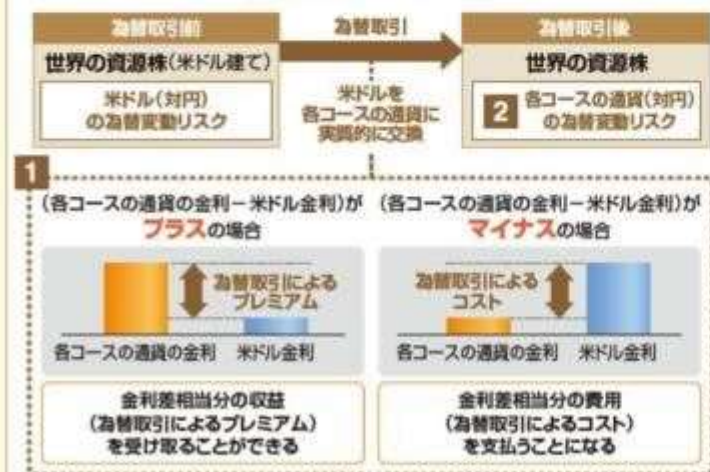 為替取引前
為替取引
為替取引後
世界の資源株(米ドル建て)
米ドル(対円)
の為替変動リスク
米ドルを
各コースの通貨に
実質的に交換
世界の資源株
2 各コースの通貨(対円)
の為替変動リスク
1
(各コースの通貨の金利－米ドル金利)が
プラスの場合
為替取引による
プレミアム
各コースの通貨の金利 米ドル金利
金利差相当分の収益
(為替取引によるプレミアム)
を受け取ることができる
(各コースの通貨の金利－米ドル金利)が
マイナスの場合
為替取引による
コスト
各コースの通貨の金利 米ドル金利
金利差相当分の費用
(為替取引によるコスト)
を支払うことになる